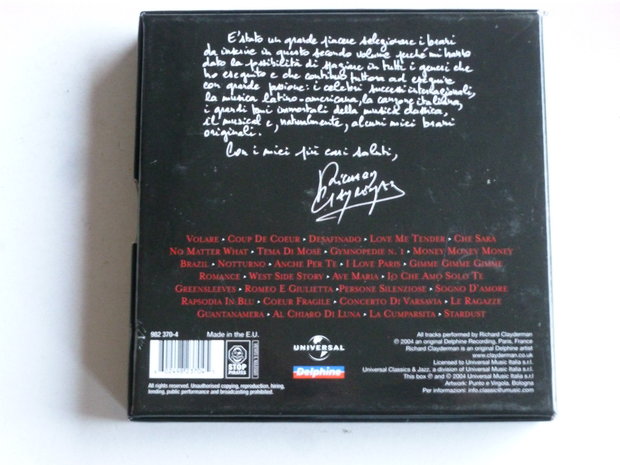 È stato un grande piacere selezionare i brani
da inserire in questo secondo volume perché mi hanno
dato la possibilità di spaziare in tutti i generi che
ho eseguito e che continuo tuttora ad eseguire
con grande passione: i celebri successi internazionali,
la musica latino-americana, la canzone italiana,
i grandi temi immortali della musica classica,
il musical e, naturalmente, alcuni miei brani
originali.
Con i miei più cari saluti,
Richard
Clayderman
VOLARE • COUP DE COEUR • DESAFINADO • LOVE ME TENDER • CHE SARA
NO MATTER WHAT • TEMA DI MOSE • GYMNOPEDIE N. 1 • MONEY MONEY MONEY
BRAZIL • NOTTURNO • ANCHE PER TE • I LOVE PARIS • GIMME GIMME GIMME
ROMANCE • WEST SIDE STORY • AVE MARIA • IO CHE AMO SOLO TE
GREENSLEEVES • ROMEO E GIULIETTA • PERSONE SILENZIOSE • SOGNO D'AMORE
RAPSODIA IN BLU • COEUR FRAGILE • CONCERTO DI VARSAVIA • LE RAGAZZE
GUANTANAMERA • AL CHIARO DI LUNA • LA CUMPARSITA • STARDUST
982 370-4
Made in the E.U.
STOP
PIRATES
All rights reserved. Unauthorised copying, reproduction, hiring,
lending, public performance and broadcasting prohibited.
UNIVERSAL
Delphine
All tracks performed by Richard Clayderman
℗ 2004 an original Delphine Recording, Paris, France
Richard Clayderman is an original Delphine artist
www.clayderman.co.uk
Licensed to Universal Music Italia s.r.l.
Universal Classics & Jazz, a division of Universal Music Italia s.r.l.
This box ℗ and © 2004 Universal Music Italia s.r.l
Artwork: Punto e Virgola, Bologna
Per informazioni: info.classic@umusic.com